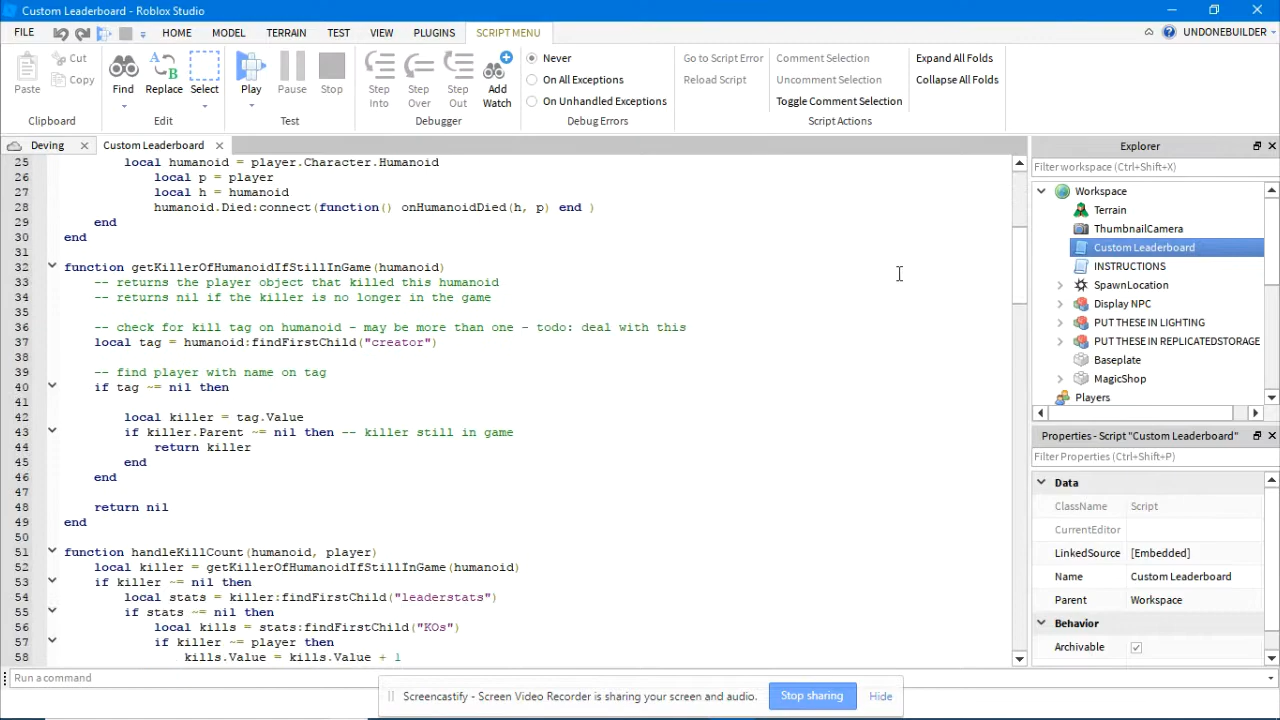 Custom Leaderboard - Roblox Studio
FILE HOME MODEL TERRAIN TEST VIEW PLUGINS SCRIPT MENU UNDONEBUILDER
Paste Cut Copy
Clipboard
Find Replace Select
Edit
Play Pause Stop
Test
Step Into Step Over Step Out Add Watch
Debugger
Never
On All Exceptions
On Unhandled Exceptions
Debug Errors
Go to Script Error
Reload Script
Comment Selection
Uncomment Selection
Toggle Comment Selection
Expand All Folds
Collapse All Folds
Script Actions
Deving Custom Leaderboard
25 local humanoid = player.Character.Humanoid
26 local p = player
27 local h = humanoid
28 humanoid.Died:connect(function() onHumanoidDied(h, p) end )
29 end
30 end
31
32 function getKillerOfHumanoidIfStillInGame(humanoid)
33 -- returns the player object that killed this humanoid
34 -- returns nil if the killer is no longer in the game
35
36 -- check for kill tag on humanoid - may be more than one - todo: deal with this
37 local tag = humanoid:findFirstChild("creator")
38
39 -- find player with name on tag
40 if tag ~= nil then
41
42 local killer = tag.Value
43 if killer.Parent ~= nil then -- killer still in game
44 return killer
45 end
46 end
47
48 return nil
49 end
50
51 function handleKillCount(humanoid, player)
52 local killer = getKillerOfHumanoidIfStillInGame(humanoid)
53 if killer ~= nil then
54 local stats = killer:findFirstChild("leaderstats")
55 if stats ~= nil then
56 local kills = stats:findFirstChild("KOs")
57 if killer ~= player then
58 kills.Value = kills.Value + 1
Explorer
Filter workspace (Ctrl+Shift+X)
Workspace
Terrain
ThumbnailCamera
Custom Leaderboard
INSTRUCTIONS
SpawnLocation
Display NPC
PUT THESE IN LIGHTING
PUT THESE IN REPLICATEDSTORAGE
Baseplate
MagicShop
Players
Properties - Script "Custom Leaderboard"
Filter Properties (Ctrl+Shift+P)
Data
ClassName Script
CurrentEditor
LinkedSource [Embedded]
Name Custom Leaderboard
Parent Workspace
Behavior
Archivable
Run a command
Screencastify - Screen Video Recorder is sharing your screen and audio. Stop sharing Hide